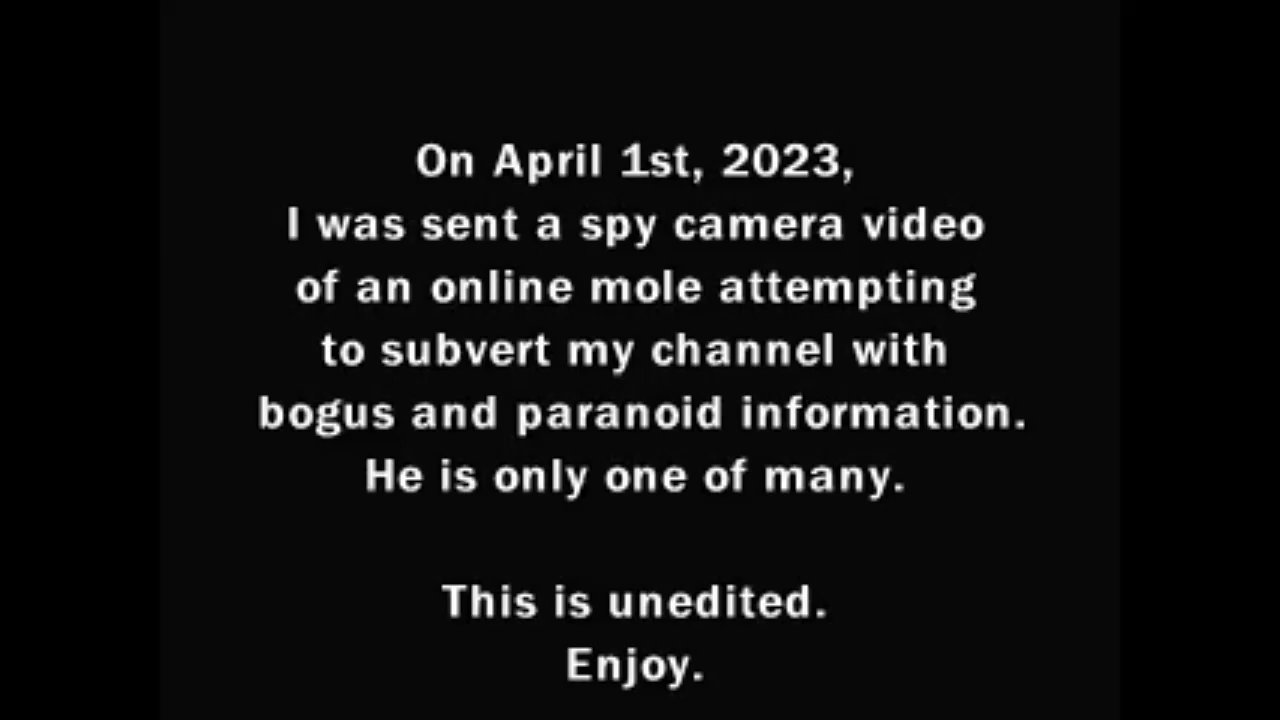 On April 1st, 2023,
I was sent a spy camera video
of an online mole attempting
to subvert my channel with
bogus and paranoid information.
He is only one of many.
This is unedited.
Enjoy.